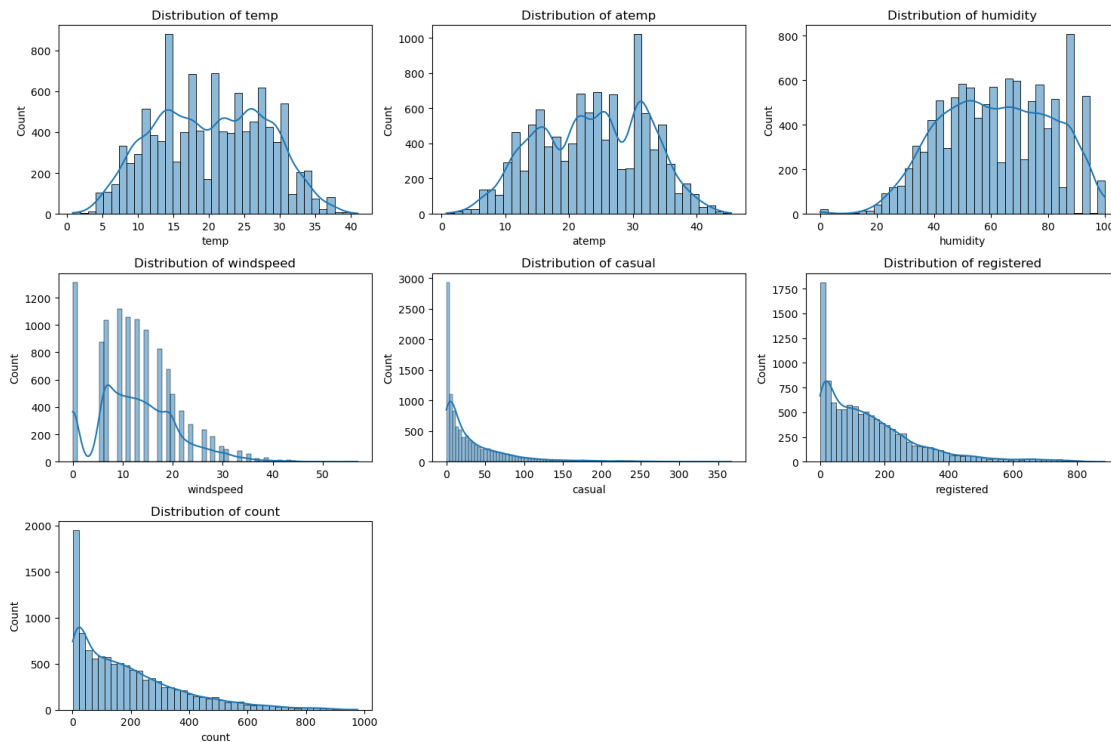 Distribution of temp
Count
800
600
400
200
0
0 5 10 15 20 25 30 35 40
temp
Distribution of atemp
Count
1000
800
600
400
200
0
0 10 20 30 40
atemp
Distribution of humidity
Count
800
600
400
200
0
0 20 40 60 80 100
humidity
Distribution of windspeed
Count
1200
1000
800
600
400
200
0
0 10 20 30 40 50
windspeed
Distribution of casual
Count
3000
2500
2000
1500
1000
500
0
0 50 100 150 200 250 300 350
casual
Distribution of registered
Count
1750
1500
1250
1000
750
500
250
0
0 200 400 600 800
registered
Distribution of count
Count
2000
1500
1000
500
0
0 200 400 600 800 1000
count